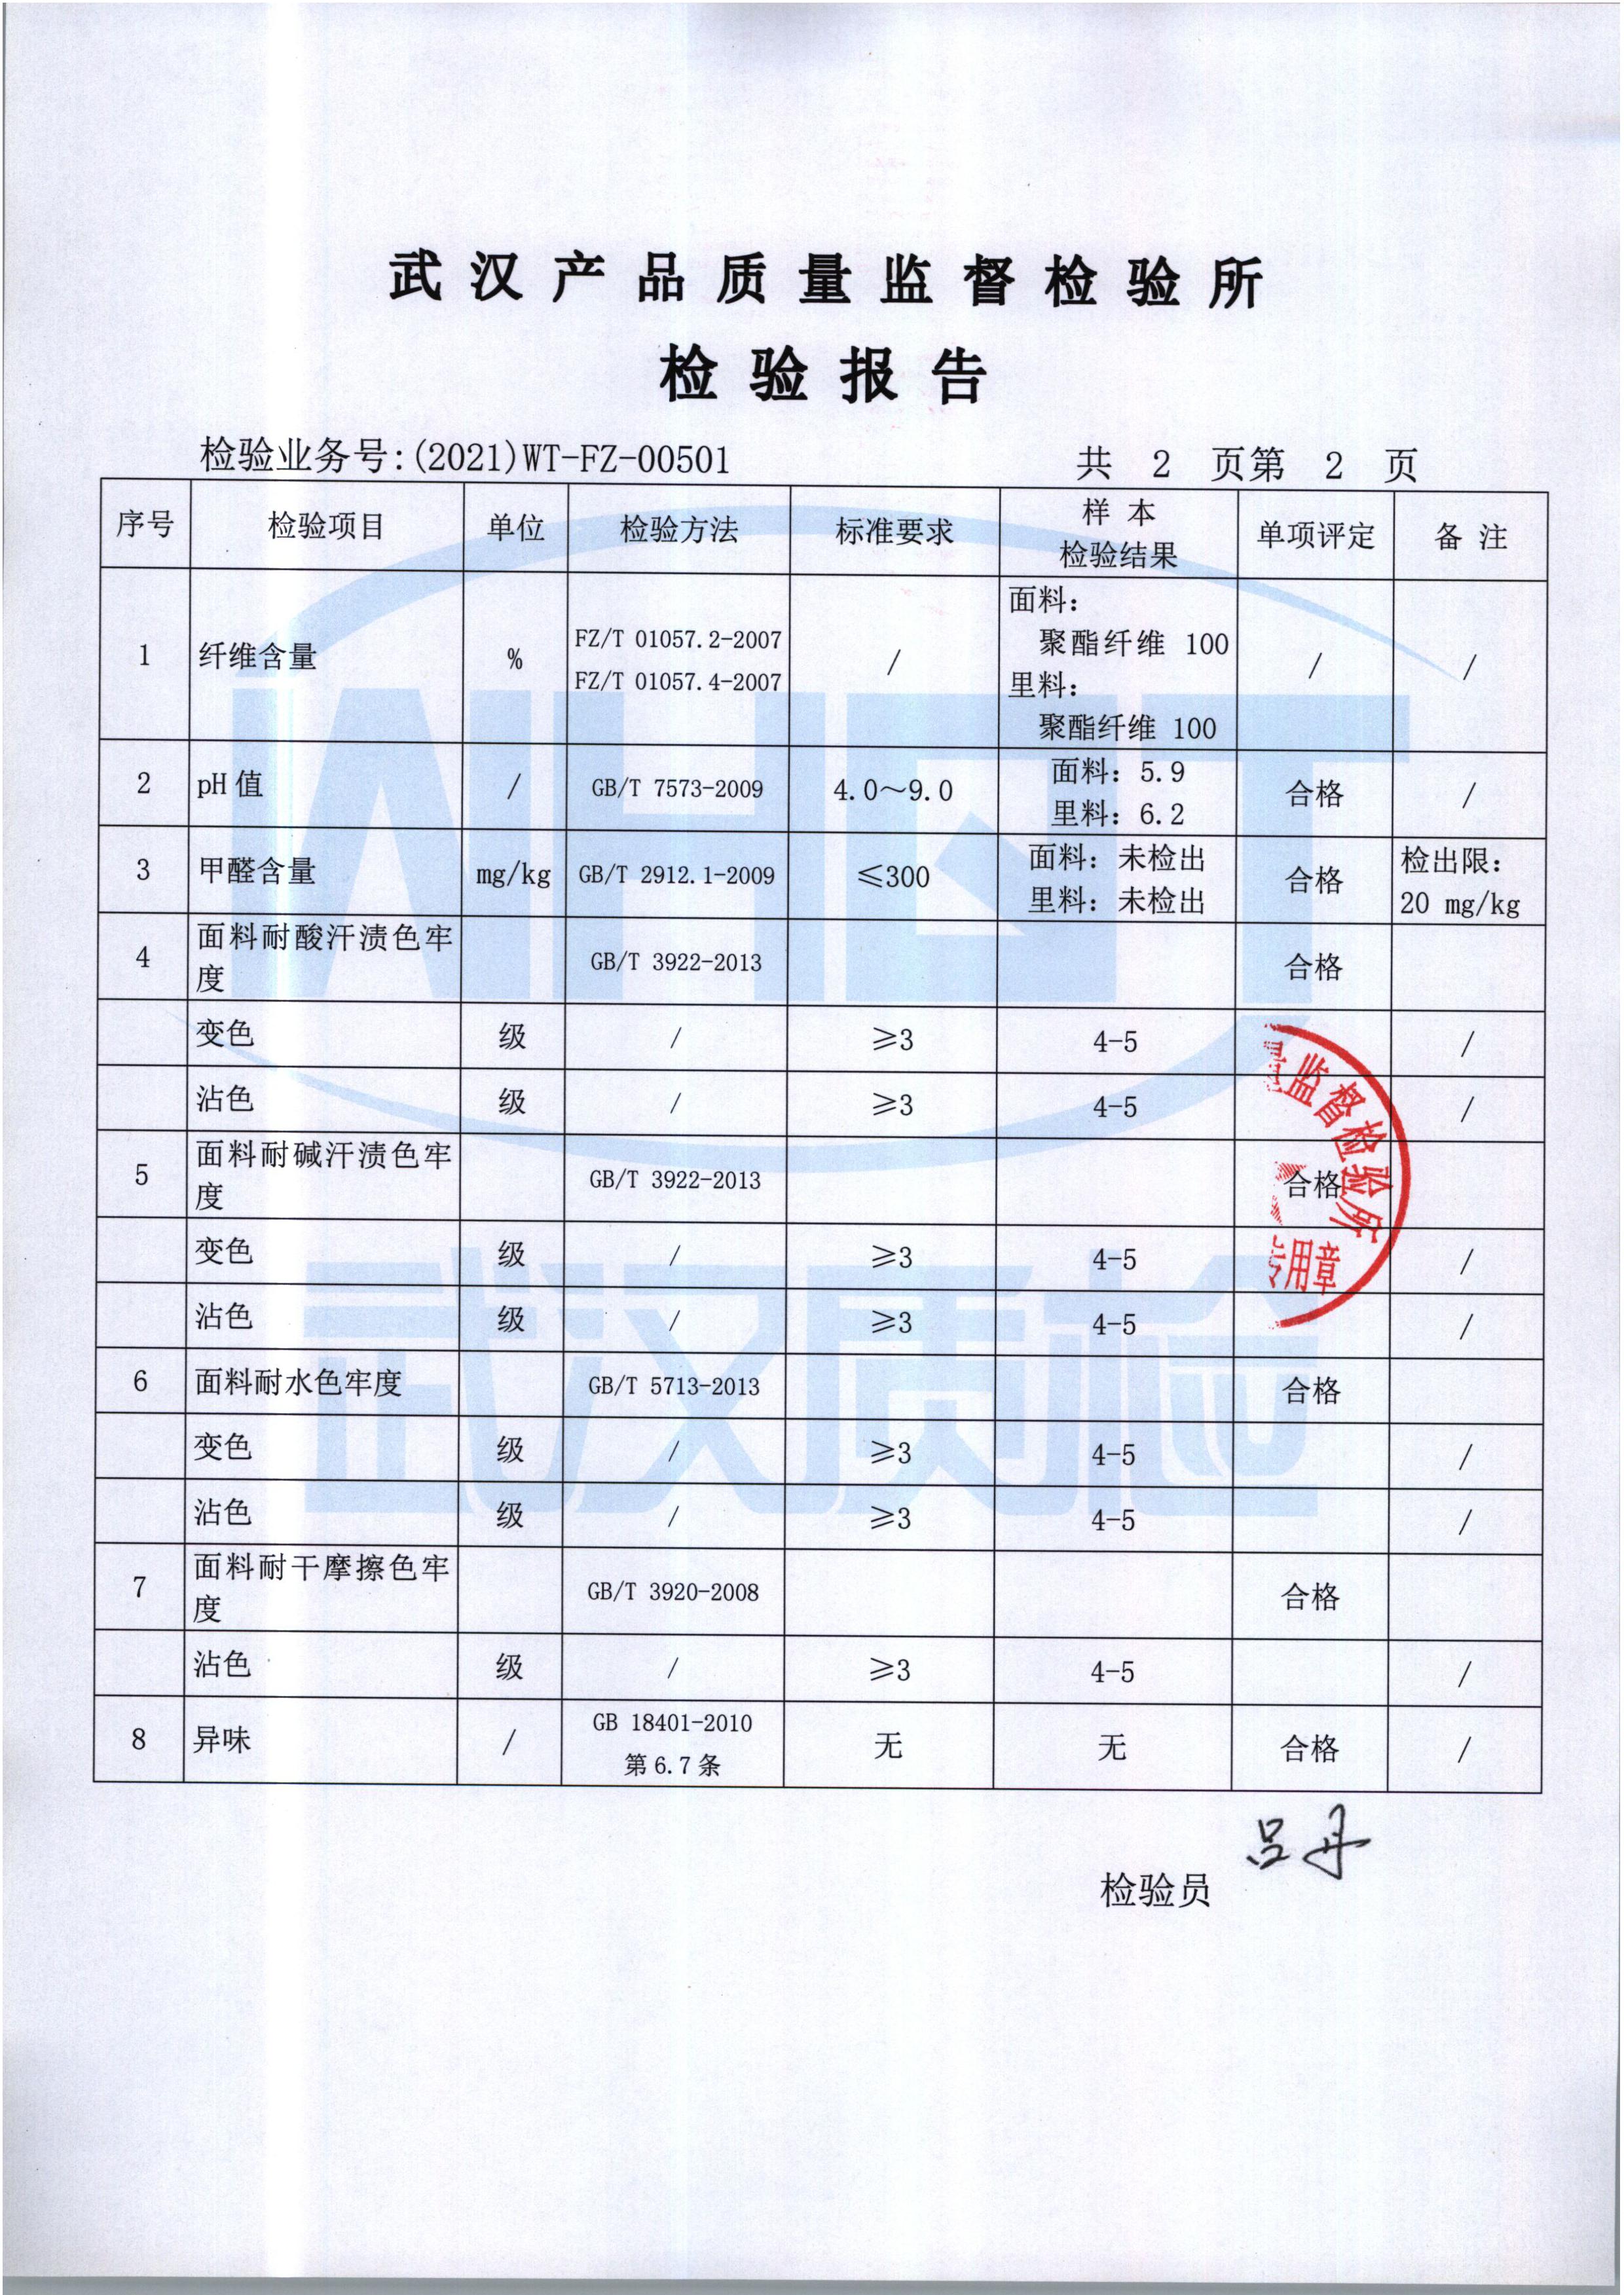 武汉产品质量监督检验所
检验报告
检验业务号:(2021)WT-FZ-00501 共 2 页第 2 页
序号 检验项目 单位 检验方法 标准要求 样本 检验结果 单项评定 备注
1 纤维含量 % FZ/T 01057.2-2007 FZ/T 01057.4-2007 / 面料: 聚酯纤维 100 里料: 聚酯纤维 100 / /
2 pH值 / GB/T 7573-2009 4.0～9.0 面料: 5.9 里料: 6.2 合格 /
3 甲醛含量 mg/kg GB/T 2912.1-2009 ≤300 面料: 未检出 里料: 未检出 合格 检出限: 20 mg/kg
4 面料耐酸汗渍色牢度 GB/T 3922-2013 合格
变色 级 / ≥3 4-5 /
沾色 级 / ≥3 4-5 /
5 面料耐碱汗渍色牢度 GB/T 3922-2013 合格
变色 级 / ≥3 4-5 /
沾色 级 / ≥3 4-5 /
6 面料耐水色牢度 GB/T 5713-2013 合格
变色 级 / ≥3 4-5 /
沾色 级 / ≥3 4-5 /
7 面料耐干摩擦色牢度 GB/T 3920-2008 合格
沾色 级 / ≥3 4-5 /
8 异味 / GB 18401-2010 第6.7条 无 无 合格 /
检验员 吕丹
量监督检验所
专用章
武汉质检